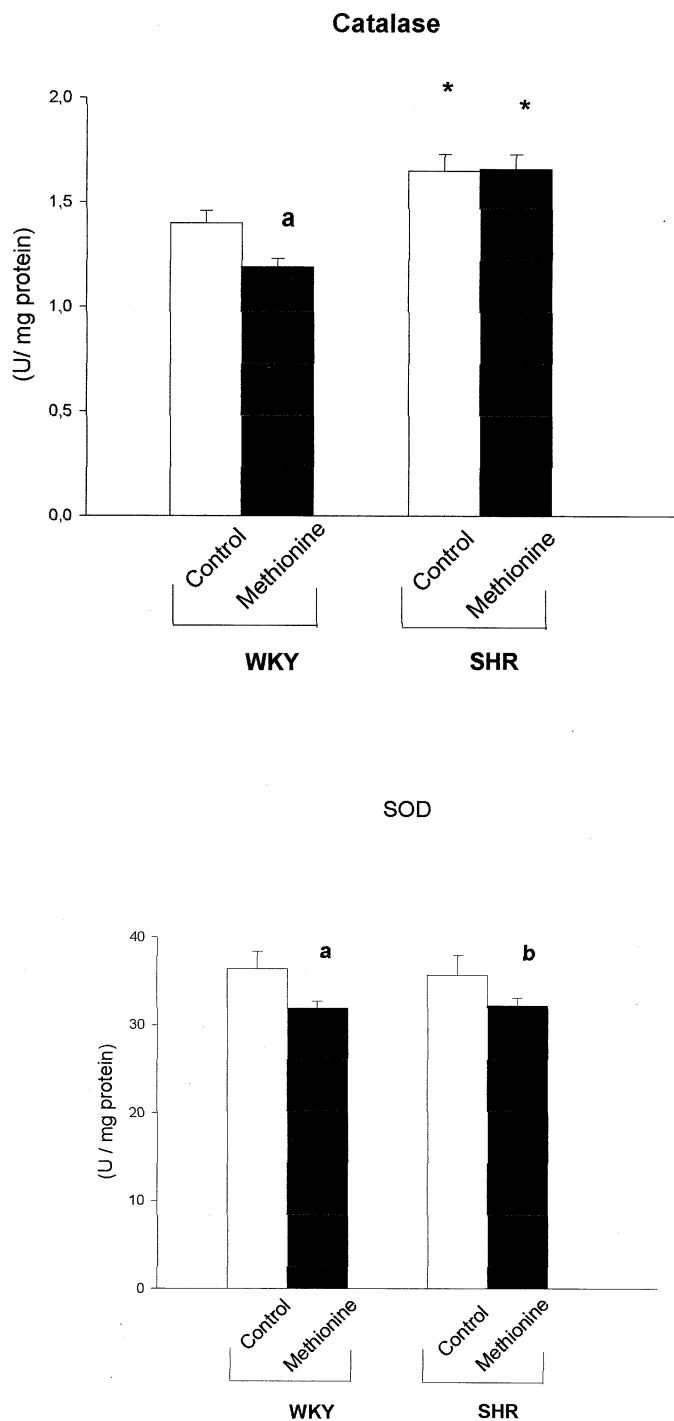 Catalase
* *
2,0
1,5
a
(U/ mg protein)
1,0
0,5
0,0
Control Methionine Control Methionine
WKY SHR
SOD
40
a b
30
(U / mg protein)
20
10
0
Control Methionine Control Methionine
WKY SHR